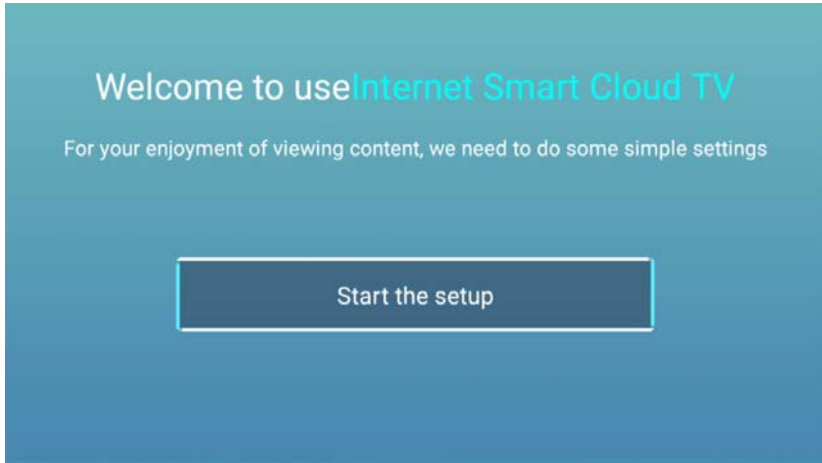 Welcome to useInternet Smart Cloud TV
For your enjoyment of viewing content, we need to do some simple settings
Start the setup